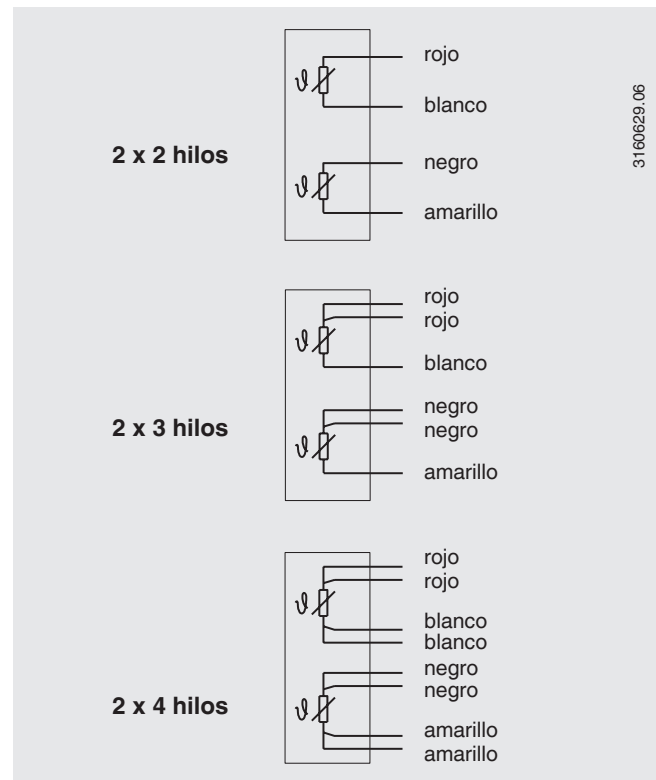 rojo
blanco
2 x 2 hilos
negro
amarillo
3160629.06
rojo
rojo
blanco
2 x 3 hilos
negro
negro
amarillo
rojo
rojo
blanco
blanco
2 x 4 hilos
negro
negro
amarillo
amarillo
ϑ
ϑ
ϑ
ϑ
ϑ
ϑ